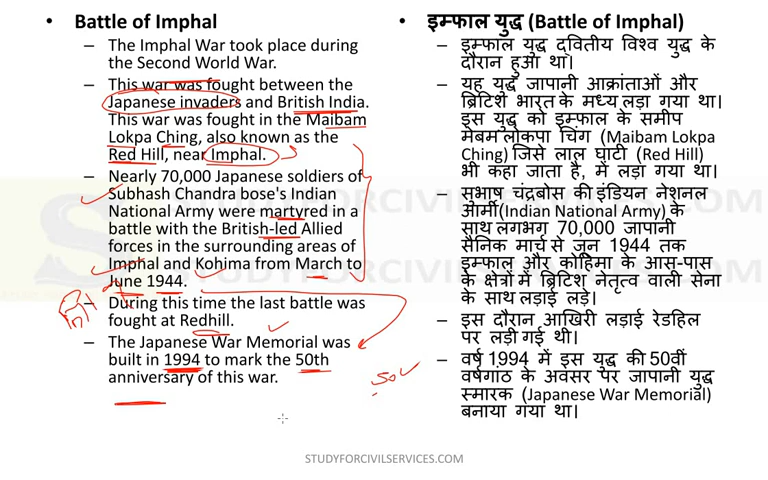 • Battle of Imphal
– The Imphal War took place during
the Second World War.
– This war was fought between the
Japanese invaders and British India.
This war was fought in the Maibam
Lokpa Ching, also known as the
Red Hill, near Imphal.
– Nearly 70,000 Japanese soldiers of
Subhash Chandra bose's Indian
National Army were martyred in a
battle with the British-led Allied
forces in the surrounding areas of
Imphal and Kohima from March to
June 1944.
– During this time the last battle was
fought at Redhill.
– The Japanese War Memorial was
built in 1994 to mark the 50th
anniversary of this war.
50
• इम्फाल युद्ध (Battle of Imphal)
– इम्फाल युद्ध द्वितीय विश्व युद्ध के
दौरान हुआ था।
– यह युद्ध जापानी आक्रांताओं और
ब्रिटिश भारत के मध्य लड़ा गया था।
इस युद्ध को इम्फाल के समीप
मेबम लोकपा चिंग (Maibam Lokpa
Ching) जिसे लाल घाटी (Red Hill)
भी कहा जाता है, में लड़ा गया था।
– सुभाष चंद्रबोस की इंडियन नेशनल
आर्मी(Indian National Army) के
साथ लगभग 70,000 जापानी
सैनिक मार्च से जून 1944 तक
इम्फाल और कोहिमा के आस-पास
के क्षेत्रों में ब्रिटिश नेतृत्व वाली सेना
के साथ लड़ाई लड़े।
– इस दौरान आखिरी लड़ाई रेडहिल
पर लड़ी गई थी।
– वर्ष 1994 में इस युद्ध की 50वीं
वर्षगांठ के अवसर पर जापानी युद्ध
स्मारक (Japanese War Memorial)
बनाया गया था।
STUDYFORCIVILSERVICES.COM